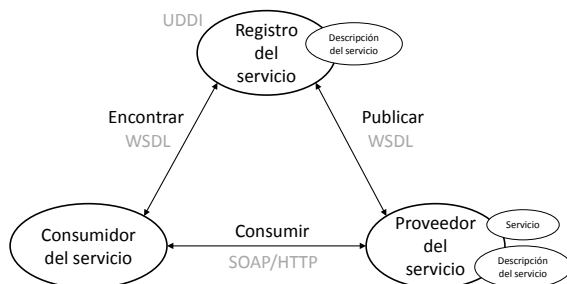 UDDI
Registro
del
servicio
Descripción
del servicio
Encontrar
WSDL
Publicar
WSDL
Consumidor
del servicio
Consumir
SOAP/HTTP
Proveedor
del
servicio
Servicio
Descripción
del servicio